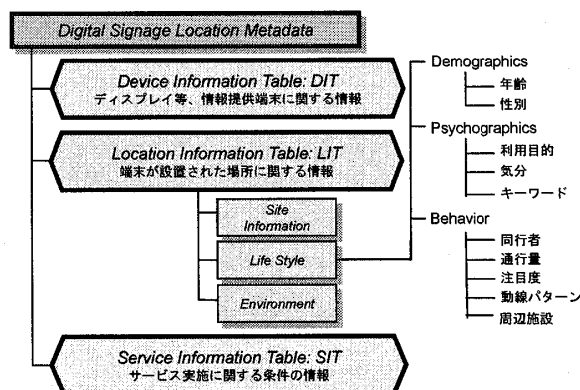 Digital Signage Location Metadata
Device Information Table: DIT
ディスプレイ等、情報提供端末に関する情報
Location Information Table: LIT
端末が設置された場所に関する情報
Site
Information
Life Style
Environment
Service Information Table: SIT
サービス実施に関する条件の情報
Demographics
年齢
性別
Psychographics
利用目的
気分
キーワード
Behavior
同行者
通行量
注目度
動線パターン
周辺施設